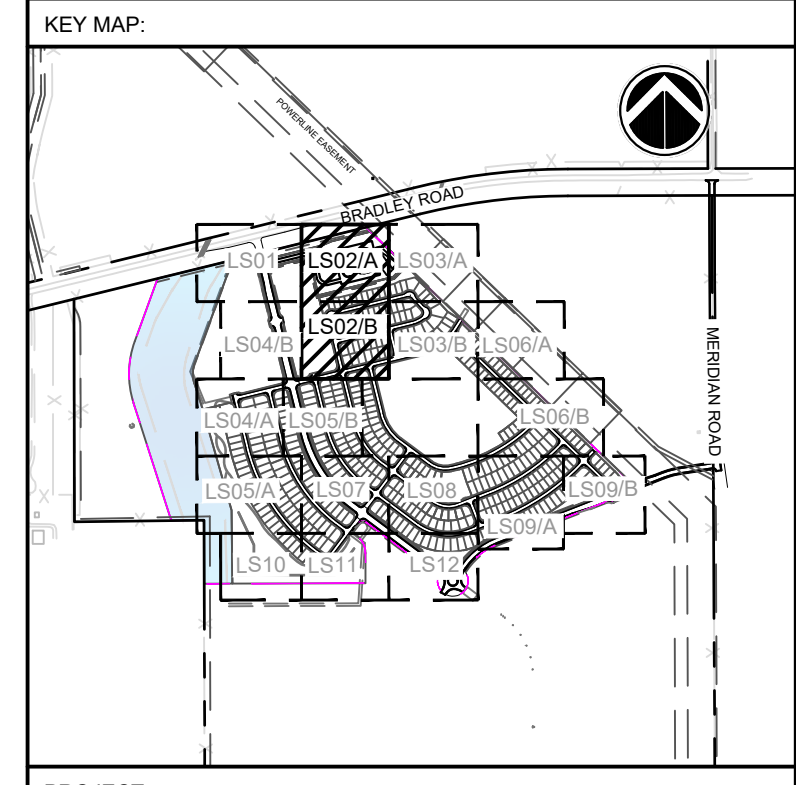 KEY MAP:
POWERLINE EASEMENT
BRADLEY ROAD
LS01
LS02/A
LS03/A
LS02/B
LS04/B
LS03/B
LS06/A
MERIDIAN ROAD
LS04/A
LS05/B
LS06/B
LS05/A
LS07
LS08
LS09/B
LS09/A
LS10
LS11
LS12